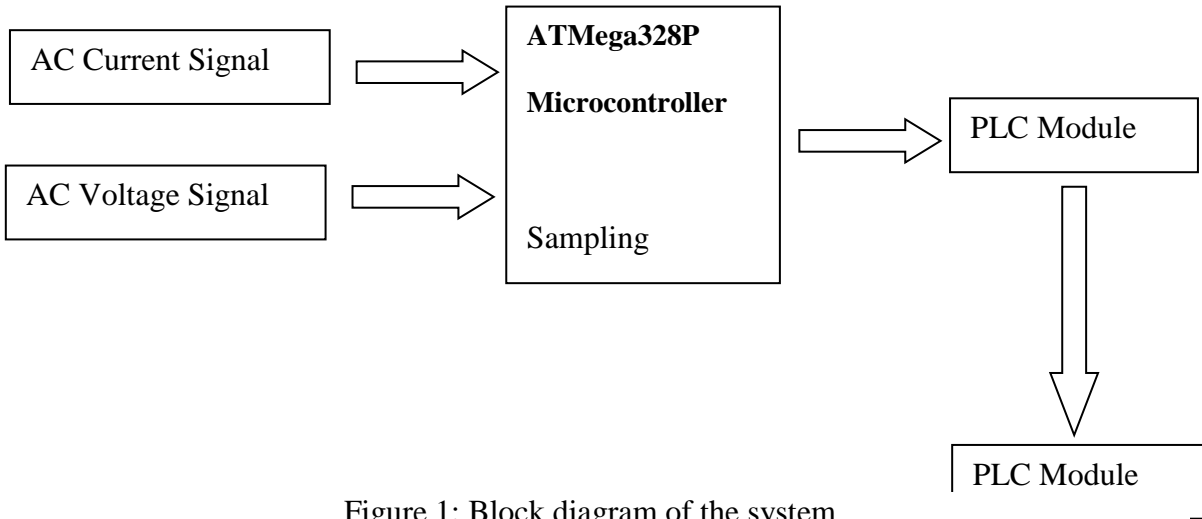 AC Current Signal
AC Voltage Signal
ATMega328P
Microcontroller
Sampling
PLC Module
PLC Module
Figure 1: Block diagram of the system